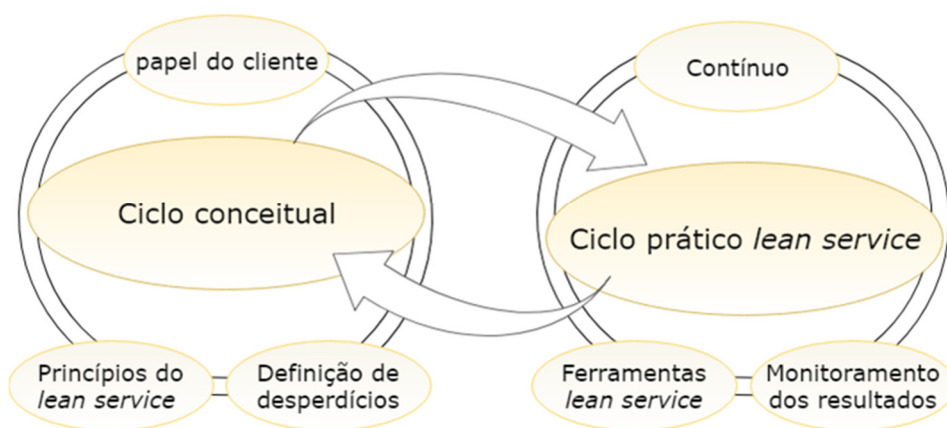 papel do cliente
Ciclo conceitual
Princípios do
lean service
Definição de
desperdícios
Contínuo
Ciclo prático lean service
Ferramentas
lean service
Monitoramento
dos resultados